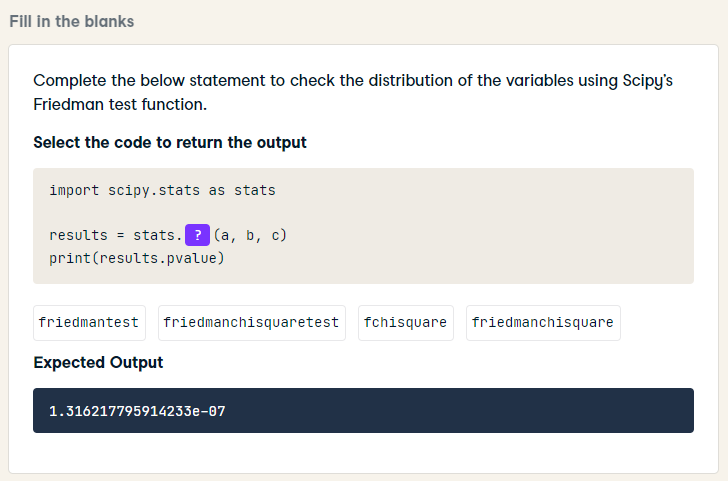 Fill in the blanks
Complete the below statement to check the distribution of the variables using Scipy's
Friedman test function.
Select the code to return the output
import scipy.stats as stats
results = stats. ? (a, b, c)
print(results.pvalue)
friedmantest friedmanchisquaretest fchisquare friedmanchisquare
Expected Output
1.316217795914233e-07